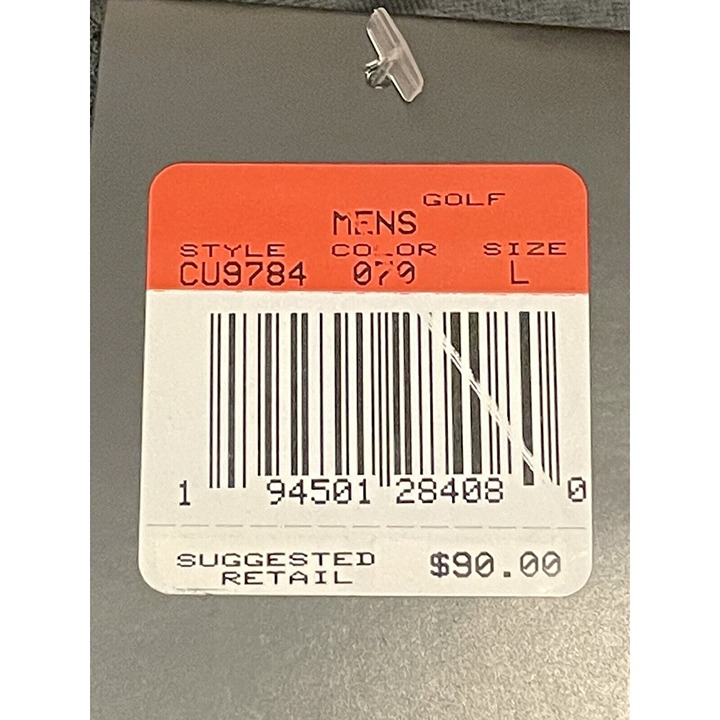 GOLF
MENS
STYLE COLOR SIZE
CU9784 070 L
1 94501 28408 0
SUGGESTED
RETAIL $90.00